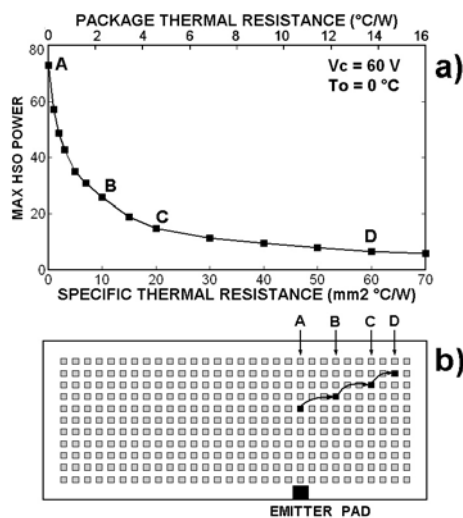 PACKAGE THERMAL RESISTANCE (°C/W)
0 2 4 6 8 10 12 14 16
80
60
40
20
0
MAX HSO POWER
A
B
C
D
Vc = 60 V
To = 0 °C
a)
0 10 20 30 40 50 60 70
SPECIFIC THERMAL RESISTANCE (mm2 °C/W)
A B C D
b)
EMITTER PAD